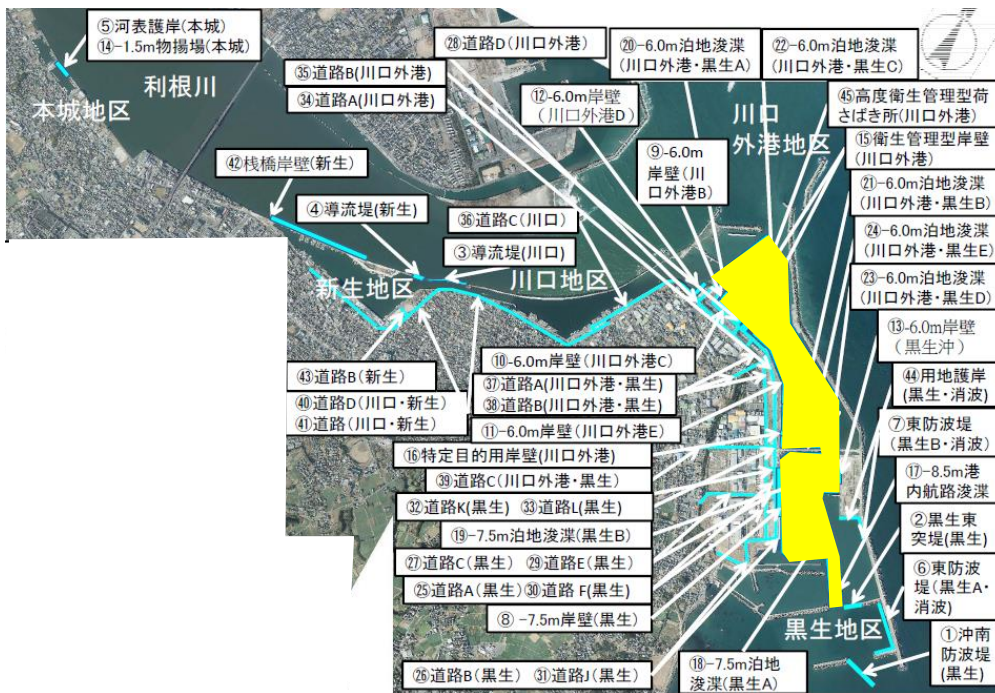 ⑤河表護岸(本城)
⑭-1.5m物揚場(本城)
利根川
本城地区
㉘道路D(川口外港)
⑳-6.0m泊地浚渫
(川口外港・黒生A)
㉒-6.0m泊地浚渫
(川口外港・黒生C)
㉟道路B(川口外港)
㉞道路A(川口外港)
⑫-6.0m岸壁
(川口外港D)
川口
外港地区
㊺高度衛生管理型荷
さばき所(川口外港)
⑨-6.0m
岸壁(川
口外港B)
⑮衛生管理型岸壁
(川口外港)
㊷桟橋岸壁(新生)
④導流堤(新生)
㊱道路C(川口)
③導流堤(川口)
㉑-6.0m泊地浚渫
(川口外港・黒生B)
㉔-6.0m泊地浚渫
(川口外港・黒生E)
新生地区
川口地区
㉓-6.0m泊地浚渫
(川口外港・黒生D)
⑬-6.0m岸壁
(黒生沖)
⑩-6.0m岸壁(川口外港C)
㊸道路B(新生)
㊲道路A(川口外港・黒生)
㊳道路B(川口外港・黒生)
㊹用地護岸
(黒生・消波)
㊵道路D(川口・新生)
㊶道路(川口・新生)
⑪-6.0m岸壁(川口外港E)
⑦東防波堤
(黒生B・消波)
⑯特定目的用岸壁(川口外港)
㊴道路C(川口外港・黒生)
⑰-8.5m港
内航路浚渫
㉜道路K(黒生) ㉝道路L(黒生)
⑲-7.5m泊地浚渫(黒生B)
②黒生東
突堤(黒生)
㉗道路C(黒生) ㉙道路E(黒生)
㉕道路A(黒生) ㉚道路 F(黒生)
⑥東防波
堤(黒生A・
消波)
⑧-7.5m岸壁(黒生)
黒生地区
①沖南
防波堤
(黒生)
㉖道路B(黒生) ㉛道路J(黒生)
⑱-7.5m泊地
浚渫(黒生A)